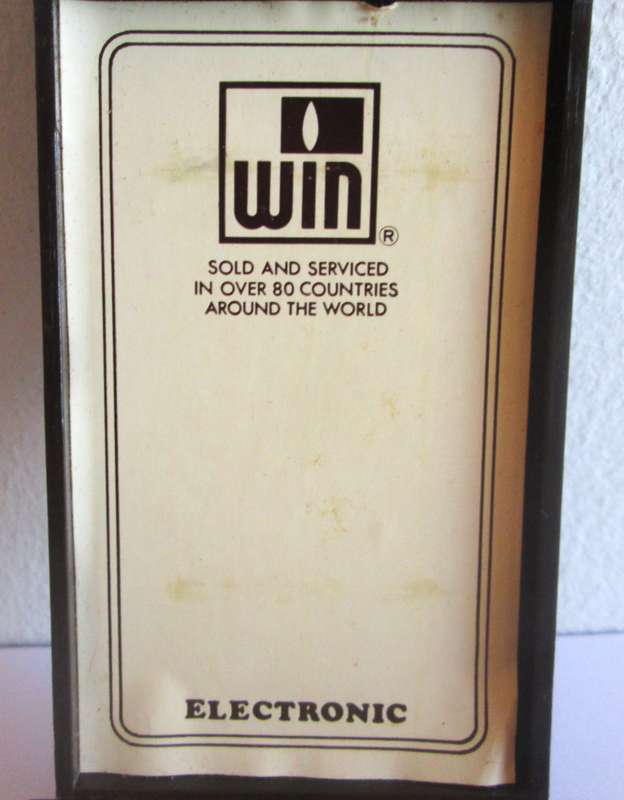 WIN
®
SOLD AND SERVICED
IN OVER 80 COUNTRIES
AROUND THE WORLD
ELECTRONIC